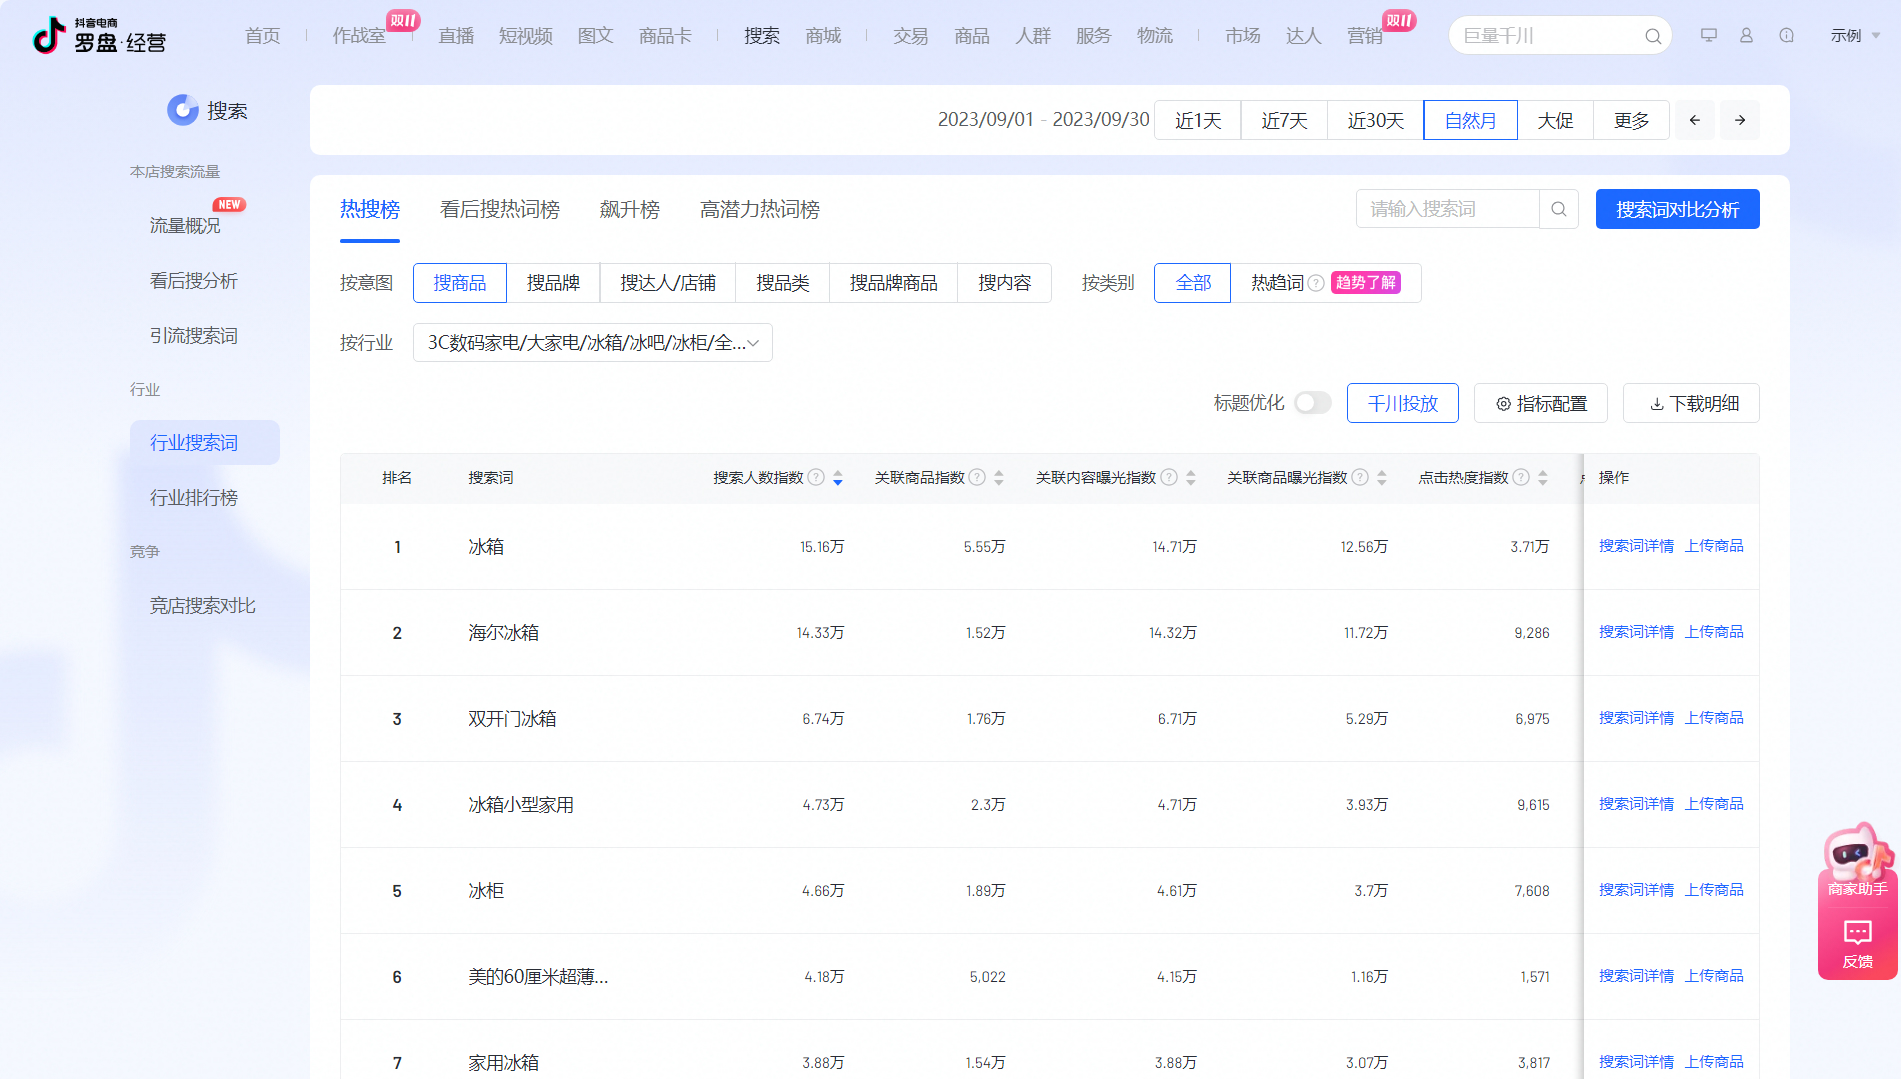 抖音电商
罗盘·经营
首页 作战室 双11 直播 短视频 图文 商品卡 搜索 商城 交易 商品 人群 服务 物流 市场 达人 营销 双11 巨量千川 示例
搜索
本店搜索流量
流量概况 NEW
看后搜分析
引流搜索词
行业
行业搜索词
行业排行榜
竞争
竞店搜索对比
2023/09/01 - 2023/09/30 近1天 近7天 近30天 自然月 大促 更多
热搜榜 看后搜热词榜 飙升榜 高潜力热词榜 请输入搜索词 搜索词对比分析
按意图 搜商品 搜品牌 搜达人/店铺 搜品类 搜品牌商品 搜内容 按类别 全部 热趋词 趋势了解
按行业 3C数码家电/大家电/冰箱/冰吧/冰柜/全...
标题优化 千川投放 指标配置 下载明细
排名 搜索词 搜索人数指数 关联商品指数 关联内容曝光指数 关联商品曝光指数 点击热度指数 操作
1 冰箱 15.16万 5.55万 14.71万 12.56万 3.71万 搜索词详情 上传商品
2 海尔冰箱 14.33万 1.52万 14.32万 11.72万 9,286 搜索词详情 上传商品
3 双开门冰箱 6.74万 1.76万 6.71万 5.29万 6,975 搜索词详情 上传商品
4 冰箱小型家用 4.73万 2.3万 4.71万 3.93万 9,615 搜索词详情 上传商品
5 冰柜 4.66万 1.89万 4.61万 3.7万 7,608 搜索词详情 上传商品
6 美的60厘米超薄... 4.18万 5,022 4.15万 1.16万 1,571 搜索词详情 上传商品
7 家用冰箱 3.88万 1.54万 3.88万 3.07万 3,817 搜索词详情 上传商品
商家助手
反馈